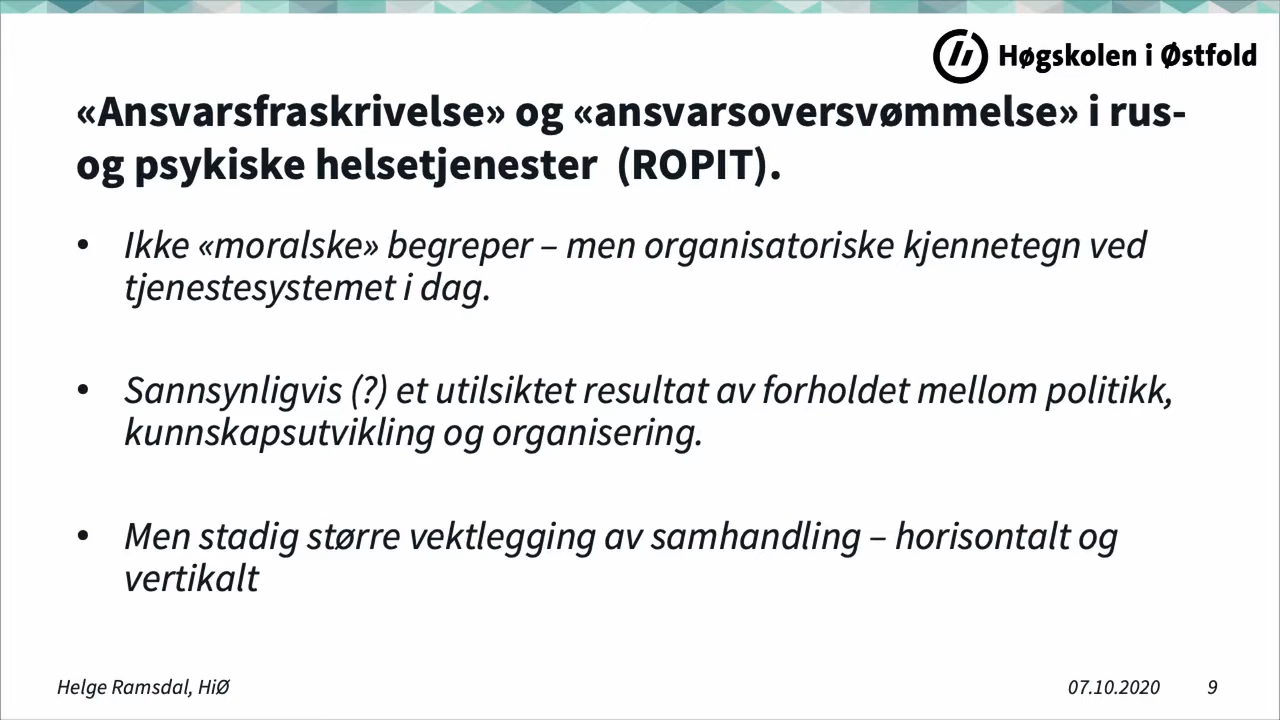 Høgskolen i Østfold
«Ansvarsfraskrivelse» og «ansvarsoversvømmelse» i rus-
og psykiske helsetjenester (ROPIT).
• Ikke «moralske» begreper – men organisatoriske kjennetegn ved
tjenestesystemet i dag.
• Sannsynligvis (?) et utilsiktet resultat av forholdet mellom politikk,
kunnskapsutvikling og organisering.
• Men stadig større vektlegging av samhandling – horisontalt og
vertikalt
Helge Ramsdal, HiØ 07.10.2020 9